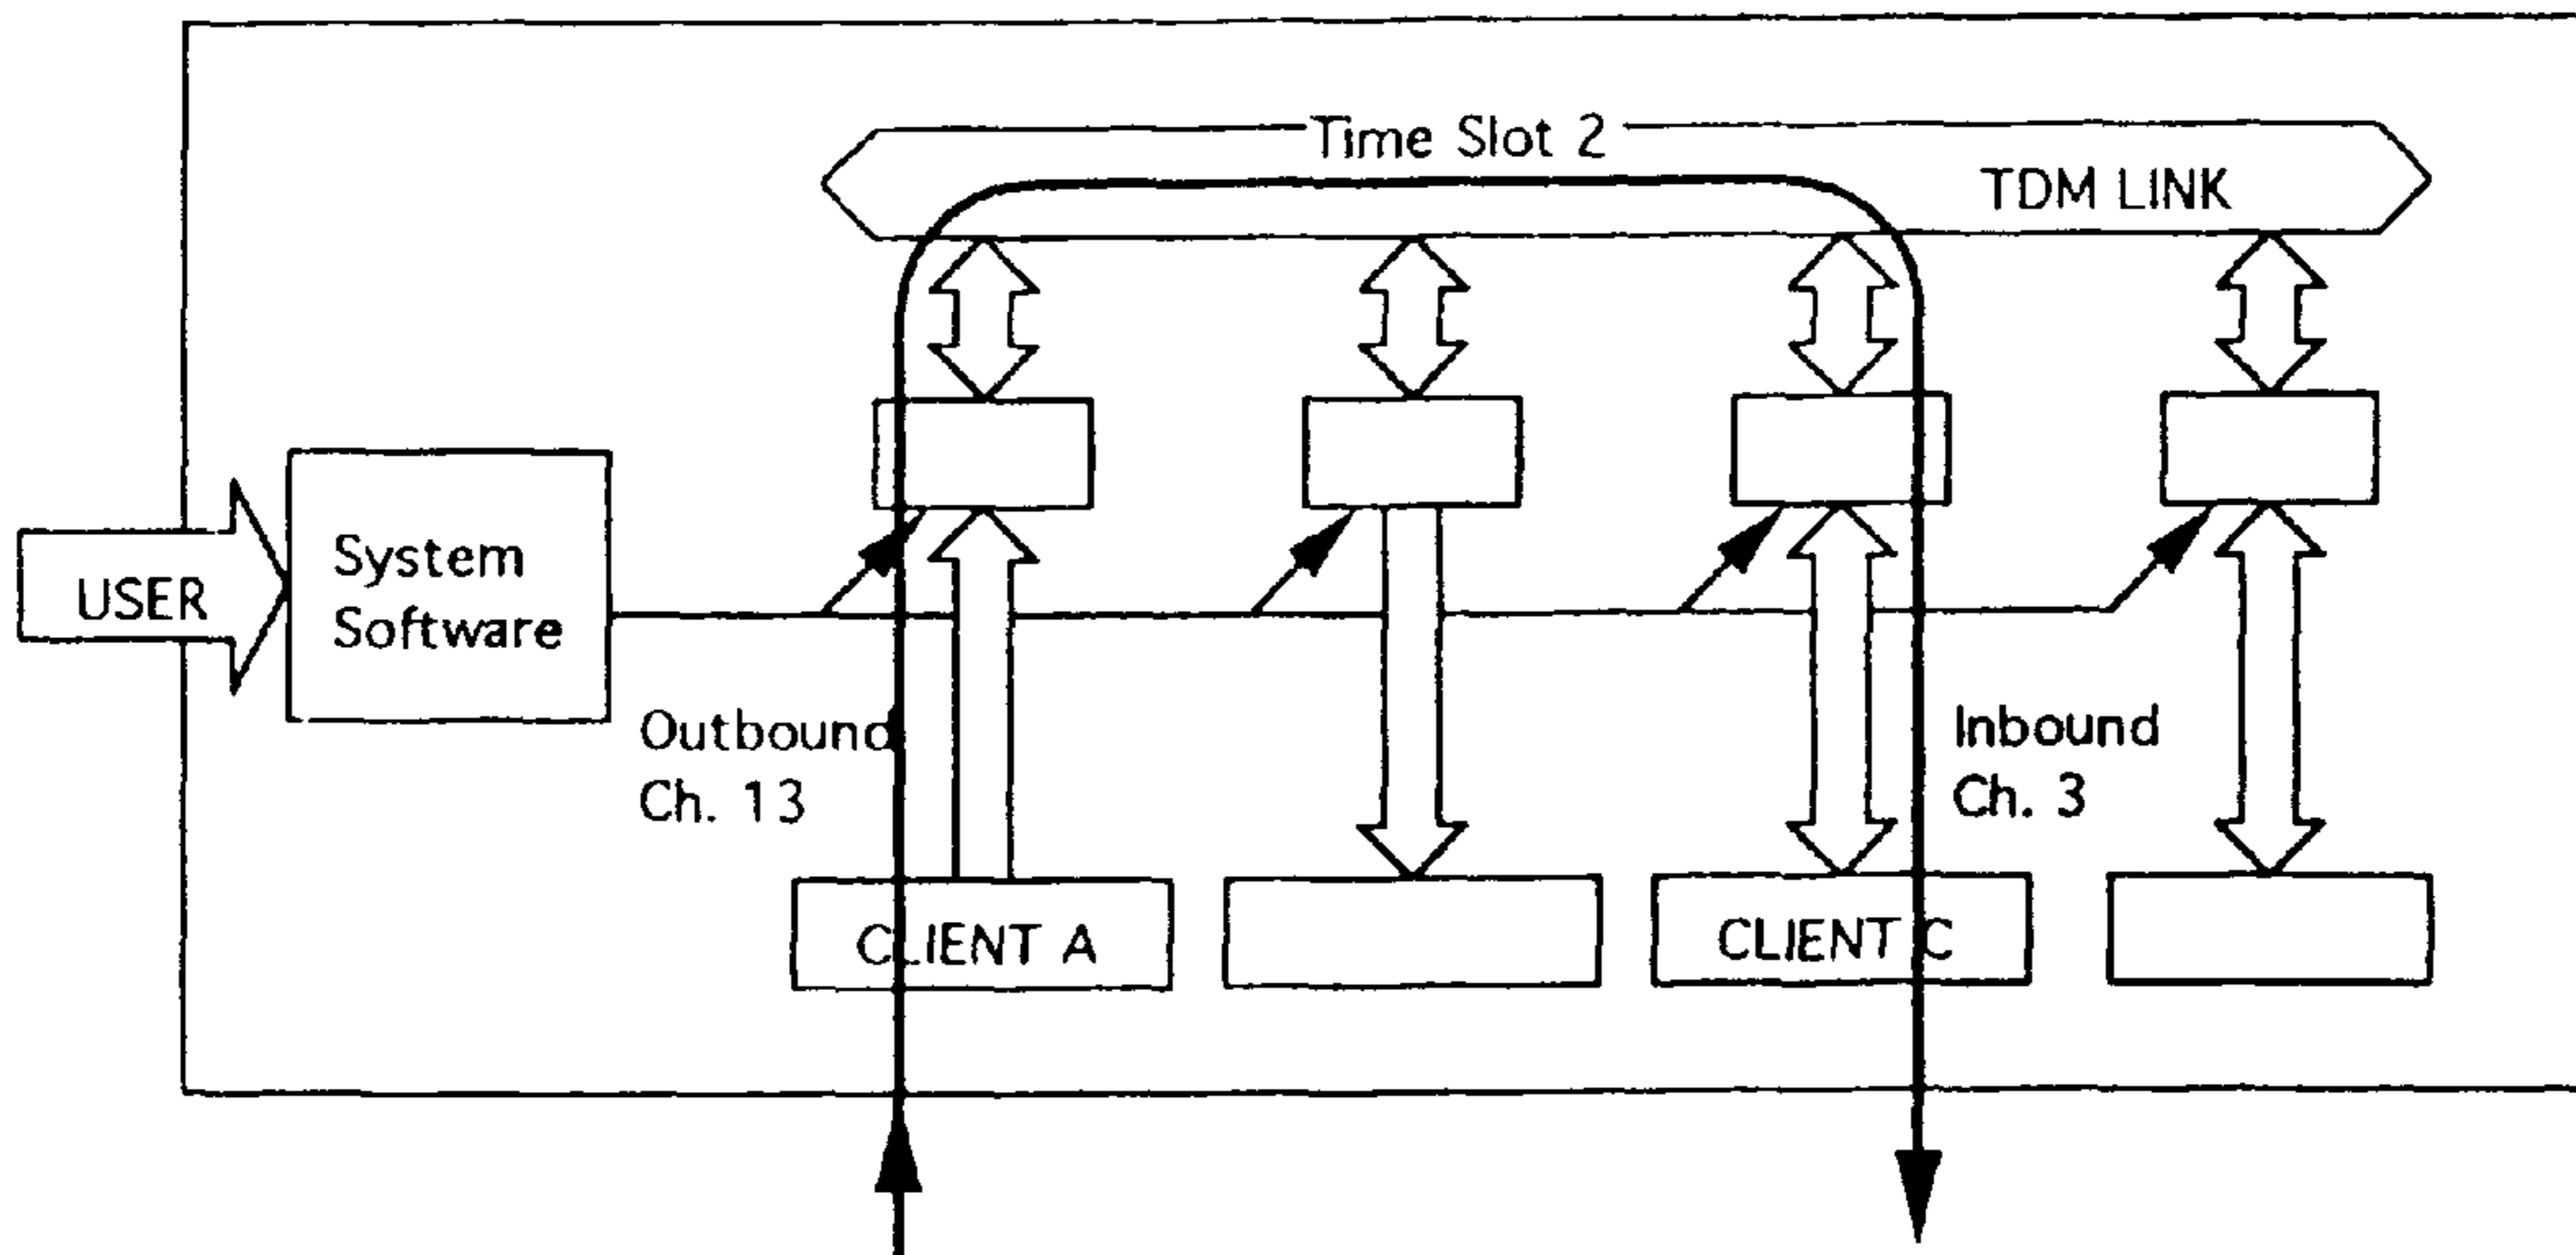 Time Slot 2
TDM LINK
System
Software
USER
Outbound
Ch. 13
Inbound
Ch. 3
CLIENT A
CLIENT C